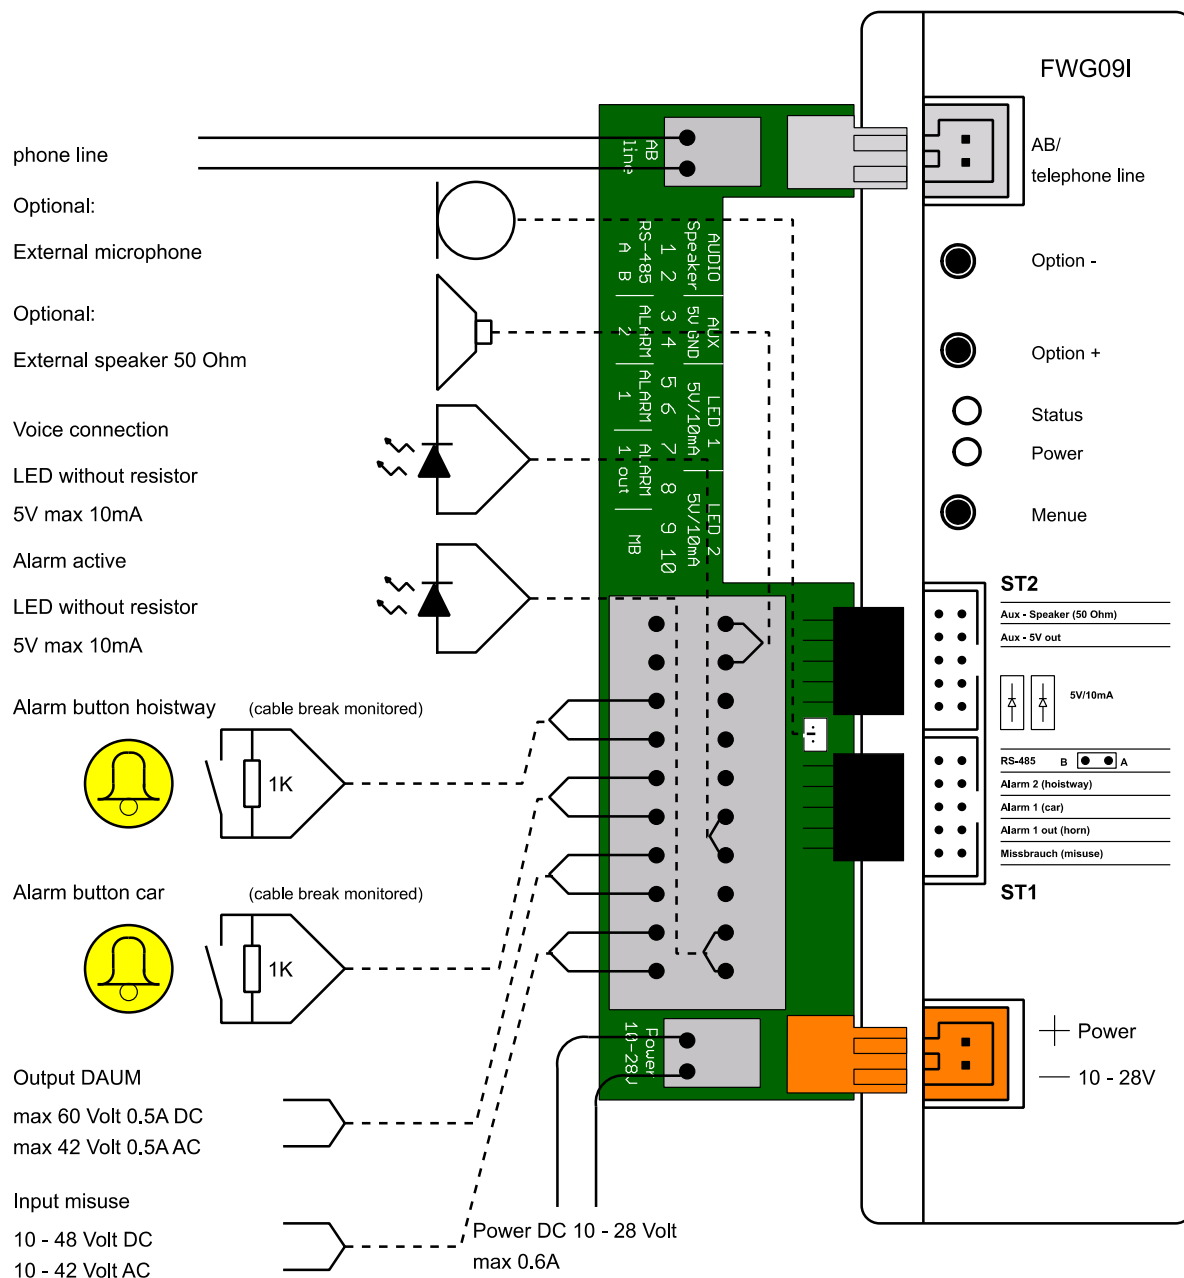 FWG09I
phone line
Optional:
External microphone
Optional:
External speaker 50 Ohm
Voice connection
LED without resistor
5V max 10mA
Alarm active
LED without resistor
5V max 10mA
Alarm button hoistway (cable break monitored)
1K
Alarm button car (cable break monitored)
1K
Output DAUM
max 60 Volt 0.5A DC
max 42 Volt 0.5A AC
Input misuse
10 - 48 Volt DC
10 - 42 Volt AC
Power DC 10 - 28 Volt
max 0.6A
AB
line
AUDIO | AUX | LED 1 | LED 2
Speaker | 5V GND | 5V/10mA | 5V/10mA
1 2 3 4 5 6 7 8 9 10
RS-485 | ALARM | ALARM | ALARM | MB
A B | 2 | 1 | 1 out
Power
10-28V
AB/
telephone line
Option -
Option +
Status
Power
Menue
ST2
Aux - Speaker (50 Ohm)
Aux - 5V out
5V/10mA
RS-485 B A
Alarm 2 (hoistway)
Alarm 1 (car)
Alarm 1 out (horn)
Missbrauch (misuse)
ST1
Power
10 - 28V